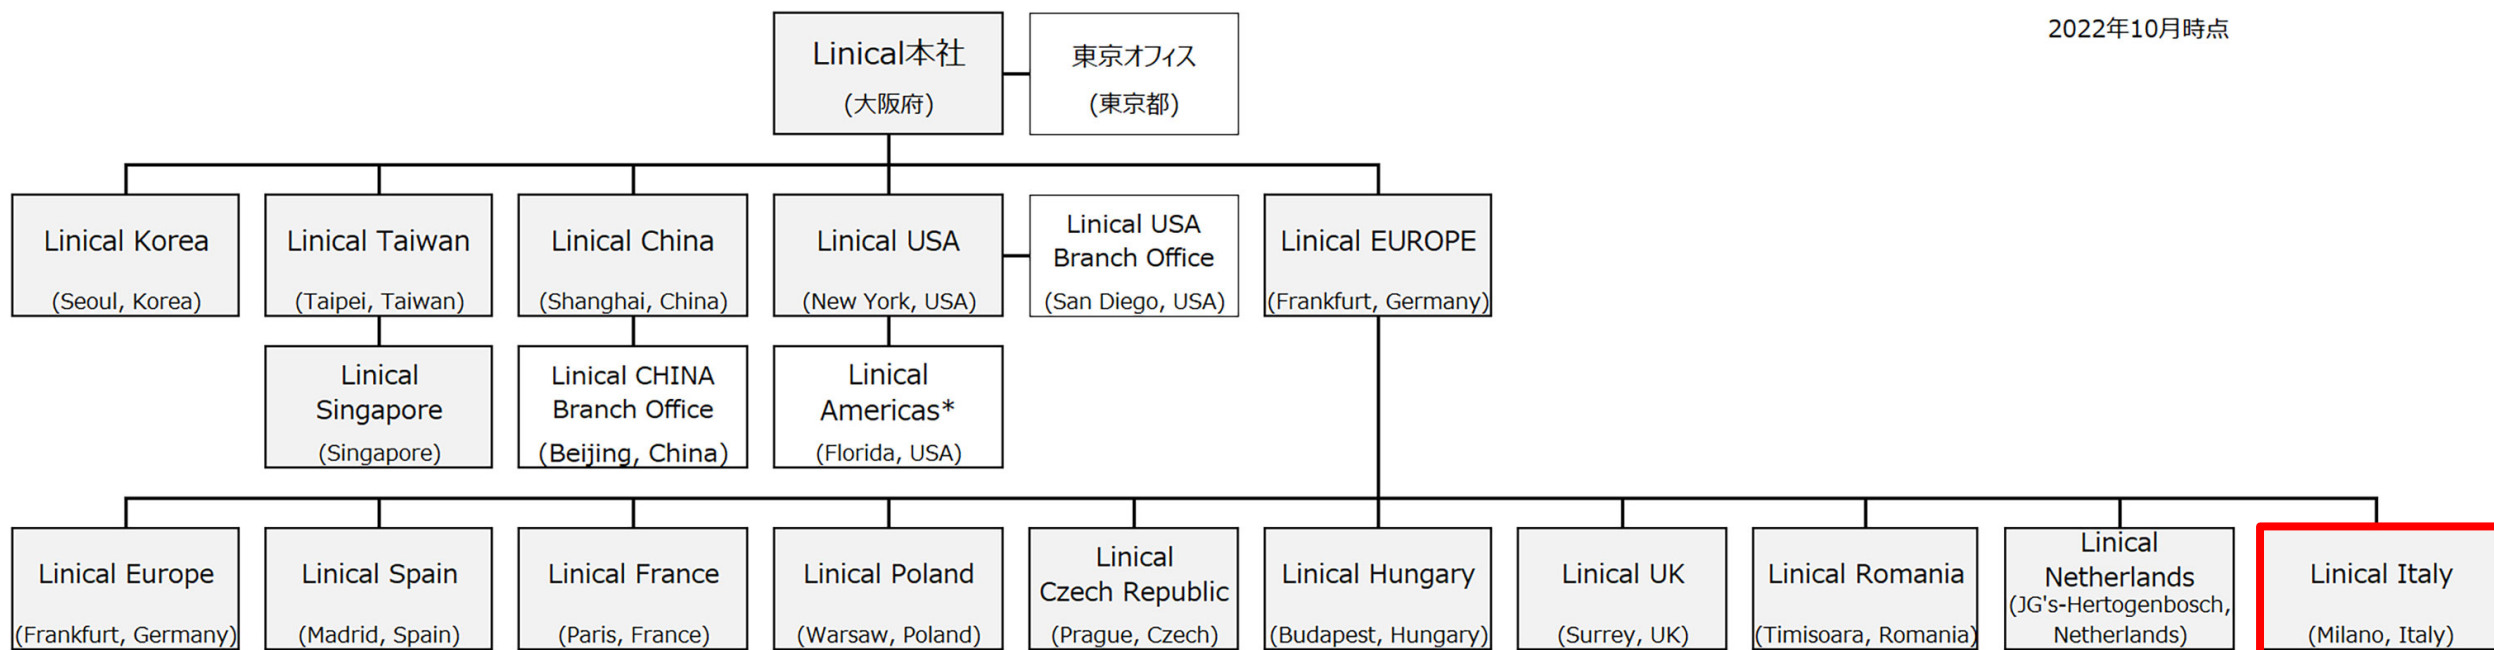 2022年10月時点
Linical本社
(大阪府)
東京オフィス
(東京都)
Linical Korea
(Seoul, Korea)
Linical Taiwan
(Taipei, Taiwan)
Linical China
(Shanghai, China)
Linical USA
(New York, USA)
Linical USA
Branch Office
(San Diego, USA)
Linical EUROPE
(Frankfurt, Germany)
Linical
Singapore
(Singapore)
Linical CHINA
Branch Office
(Beijing, China)
Linical
Americas*
(Florida, USA)
Linical Europe
(Frankfurt, Germany)
Linical Spain
(Madrid, Spain)
Linical France
(Paris, France)
Linical Poland
(Warsaw, Poland)
Linical
Czech Republic
(Prague, Czech)
Linical Hungary
(Budapest, Hungary)
Linical UK
(Surrey, UK)
Linical Romania
(Timisoara, Romania)
Linical
Netherlands
(JG's-Hertogenbosch,
Netherlands)
Linical Italy
(Milano, Italy)